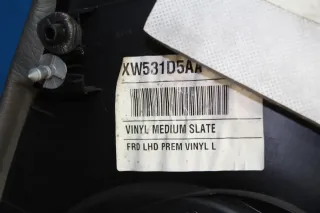 XW531D5AA
VINYL MEDIUM SLATE
FRD LHD PREM VINYL L